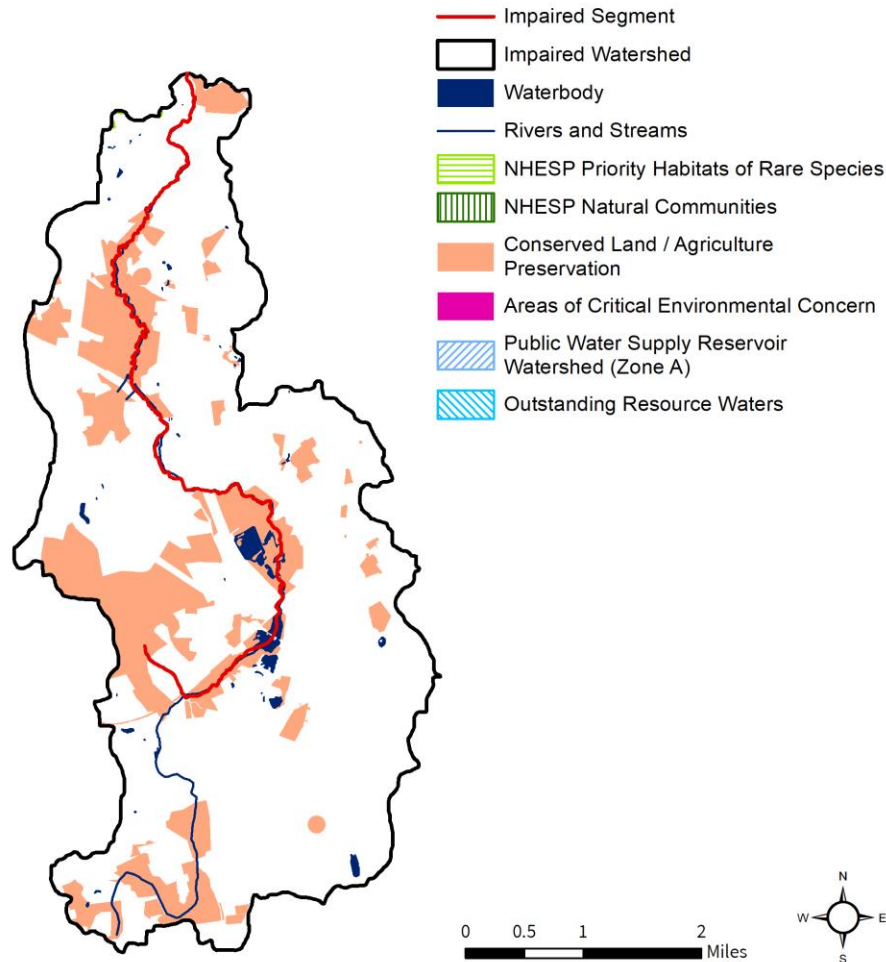 Impaired Segment
Impaired Watershed
Waterbody
Rivers and Streams
NHESP Priority Habitats of Rare Species
NHESP Natural Communities
Conserved Land / Agriculture
Preservation
Areas of Critical Environmental Concern
Public Water Supply Reservoir
Watershed (Zone A)
Outstanding Resource Waters
N
W E
S
0 0.5 1 2
Miles